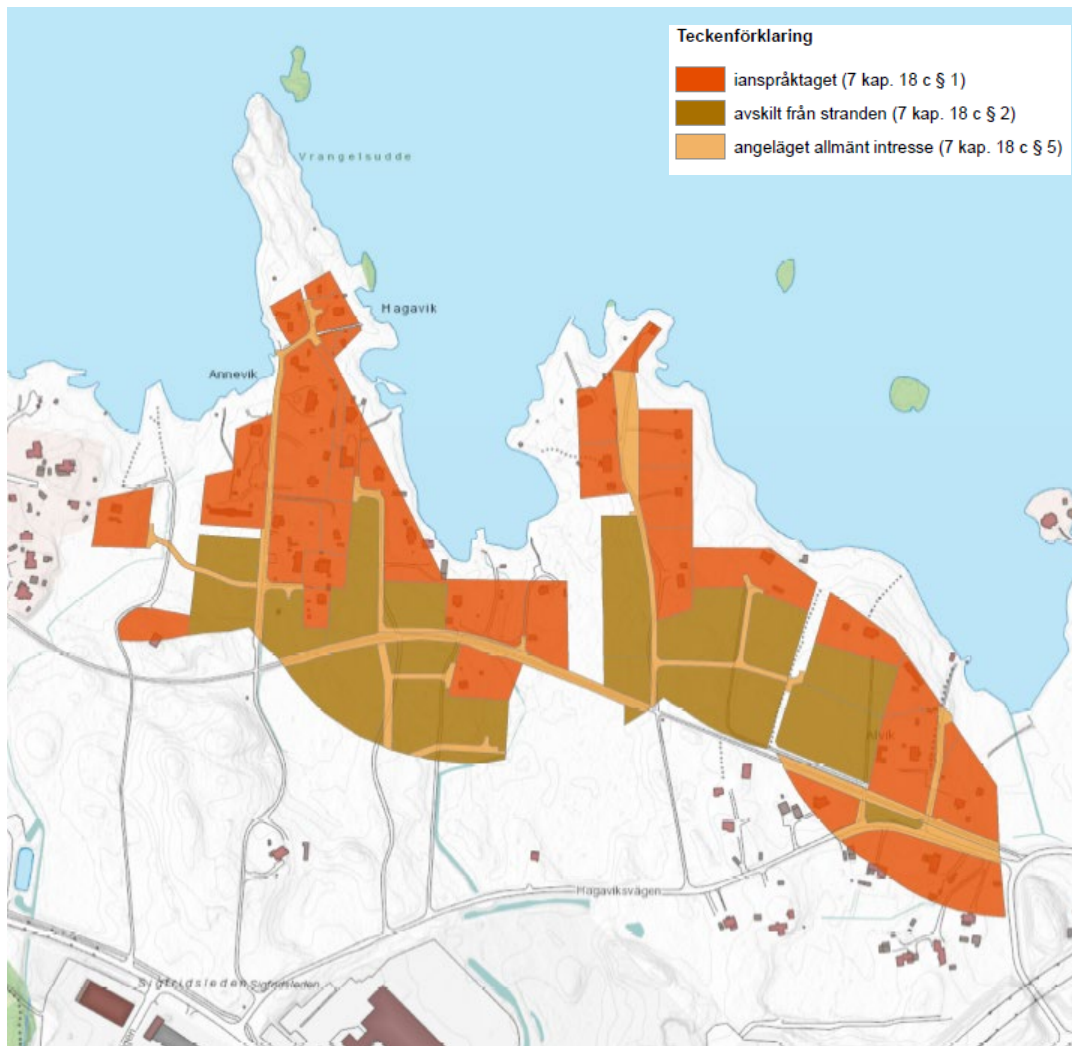 Teckenförklaring
ianspråktaget (7 kap. 18 c § 1)
avskilt från stranden (7 kap. 18 c § 2)
angeläget allmänt intresse (7 kap. 18 c § 5)
Vrangelsudde
Hagavik
Annevik
Alvik
Hagaviksvägen
Sigfridsleden
Sigfridsleden